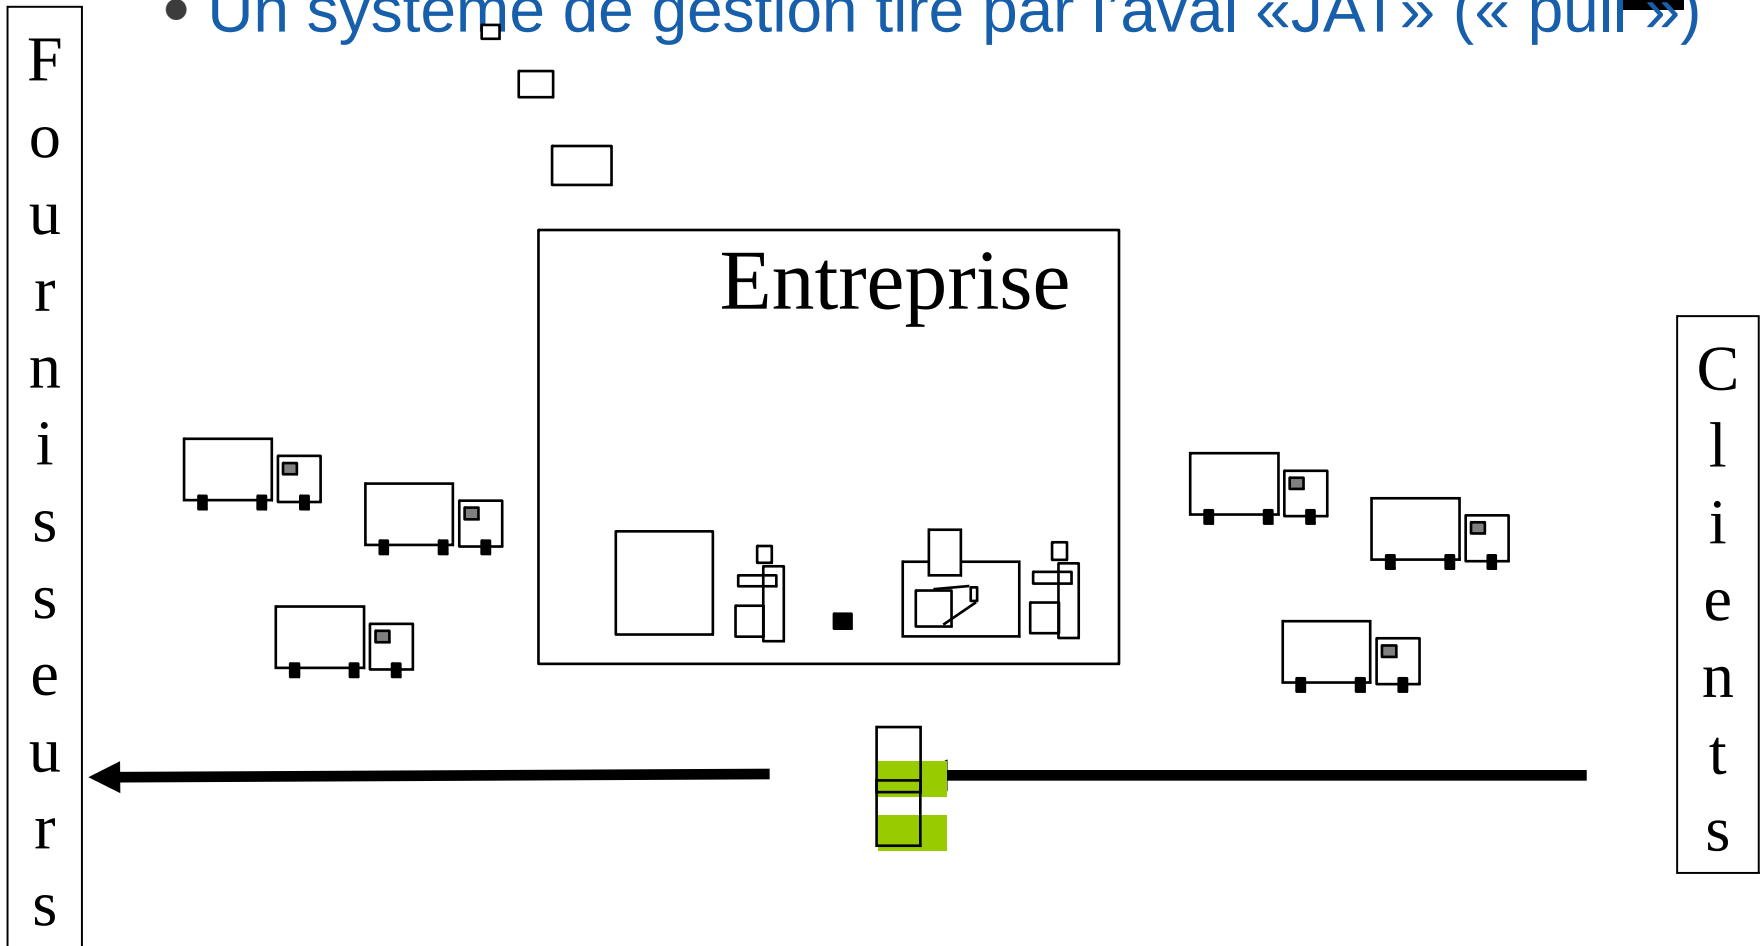 • Un système de gestion tiré par l'aval «JAT» (« pull »)
Fournisseurs
Entreprise
Clients